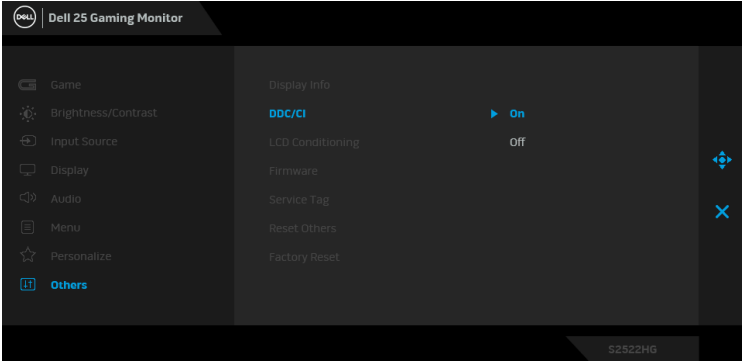 DELL
Dell 25 Gaming Monitor
Game
Brightness/Contrast
Input Source
Display
Audio
Menu
Personalize
Others
Display Info
DDC/CI
On
Off
LCD Conditioning
Firmware
Service Tag
Reset Others
Factory Reset
S2522HG